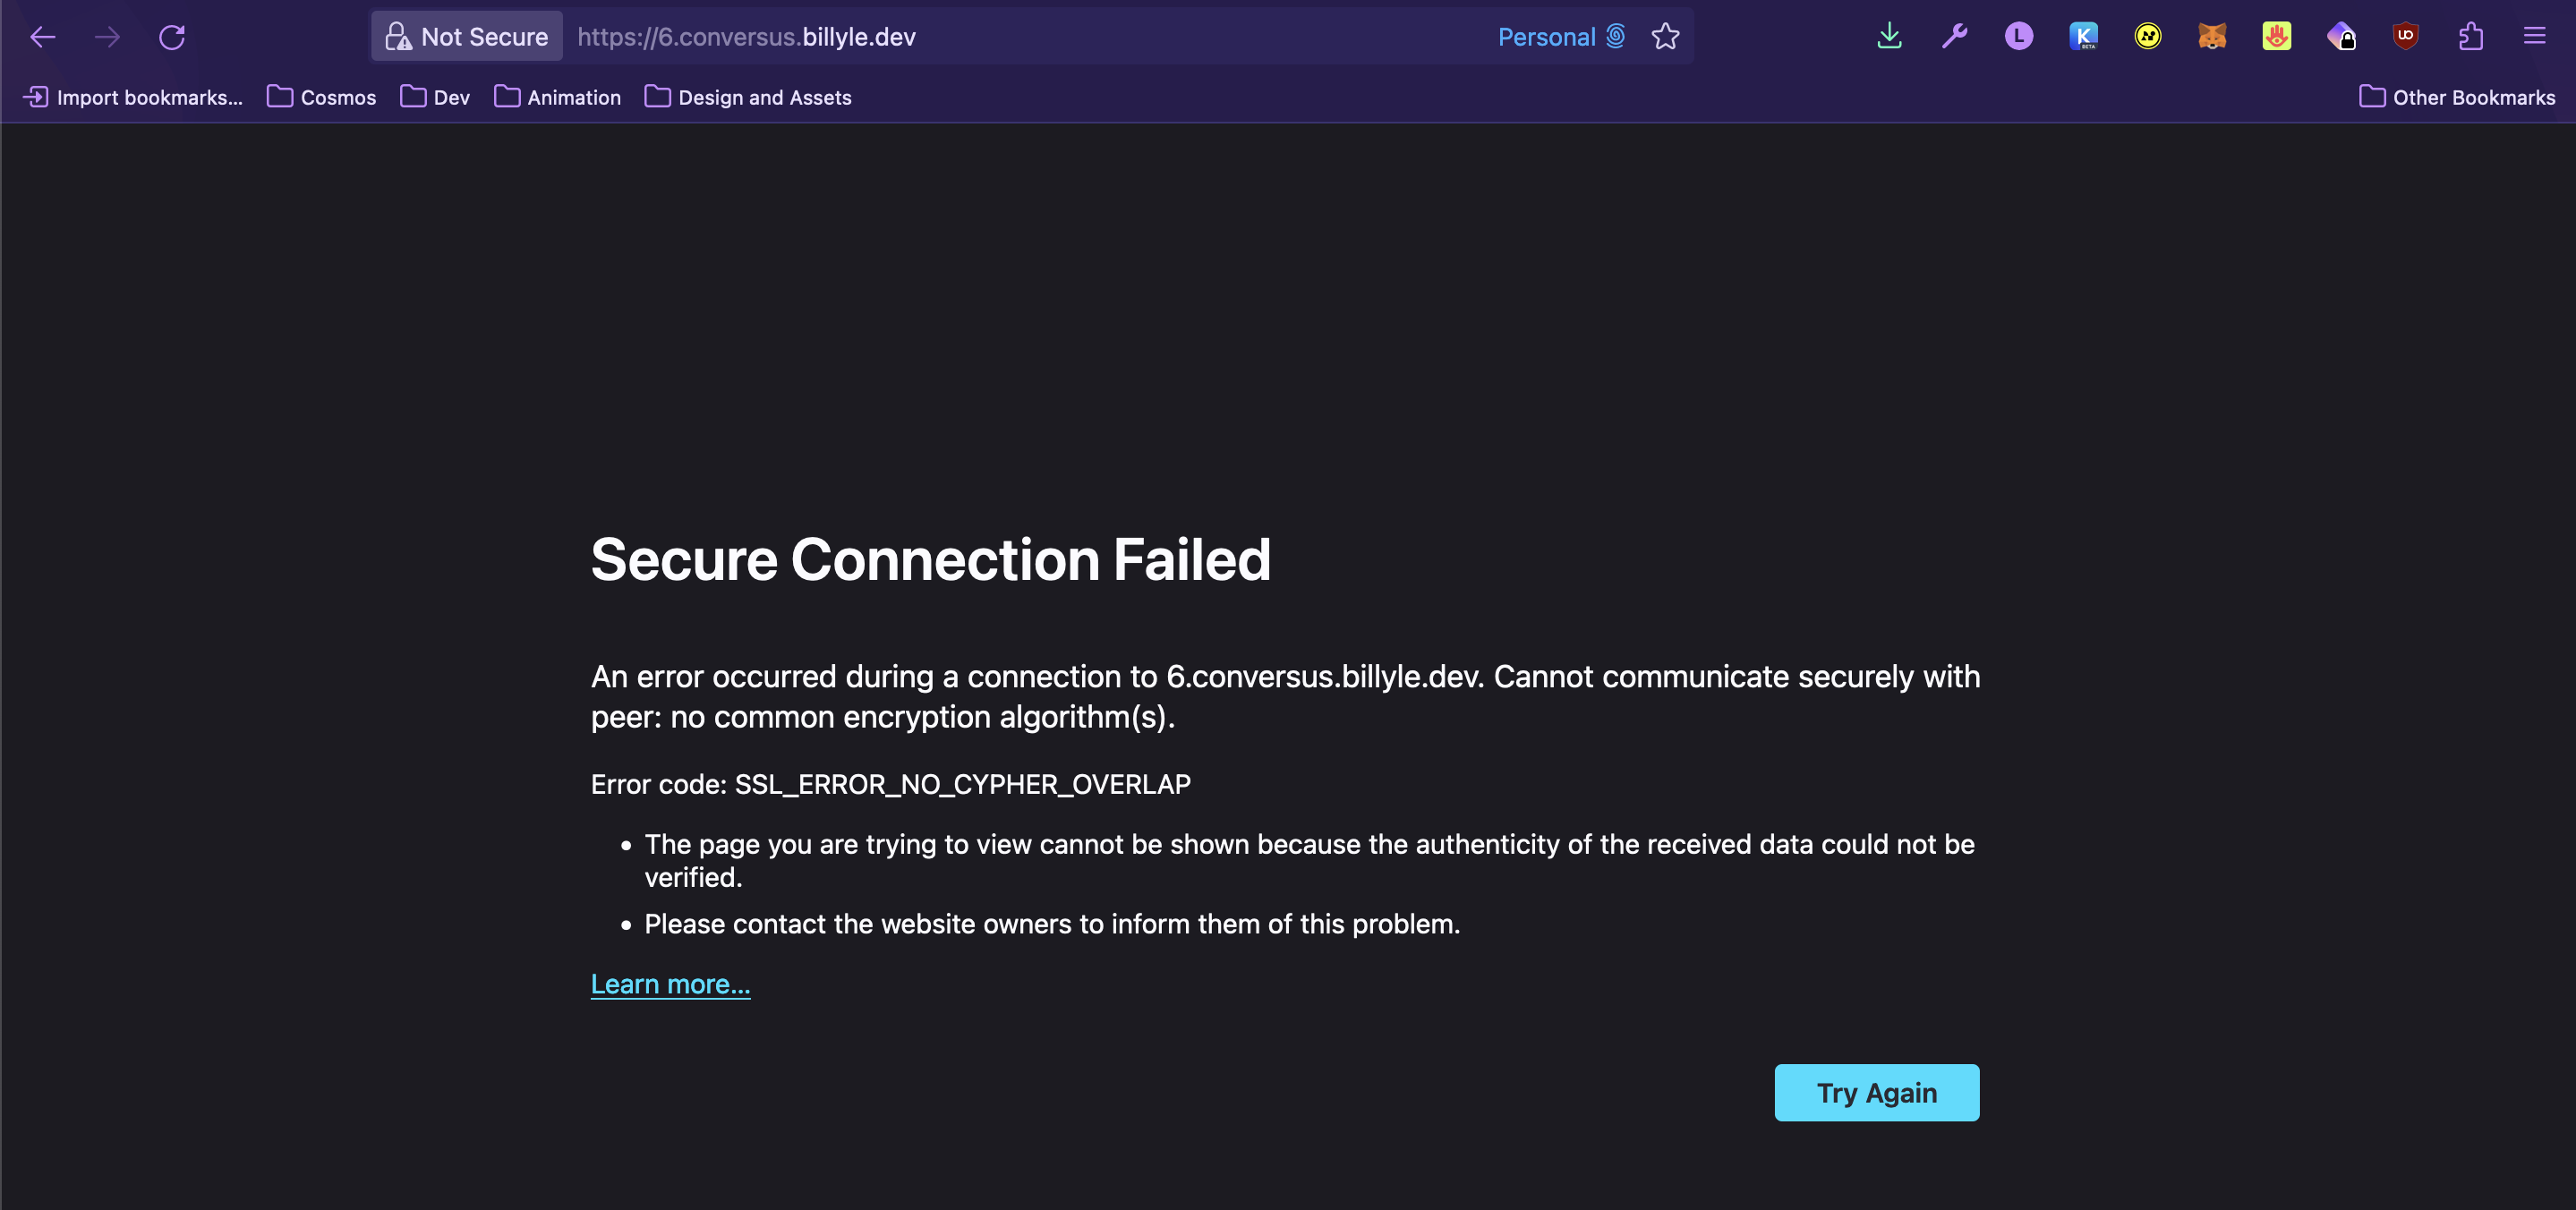 Not Secure https://6.conversus.billyle.dev Personal L K BETA UO
Import bookmarks... Cosmos Dev Animation Design and Assets Other Bookmarks
Secure Connection Failed
An error occurred during a connection to 6.conversus.billyle.dev. Cannot communicate securely with
peer: no common encryption algorithm(s).
Error code: SSL_ERROR_NO_CYPHER_OVERLAP
• The page you are trying to view cannot be shown because the authenticity of the received data could not be
verified.
• Please contact the website owners to inform them of this problem.
Learn more...
Try Again